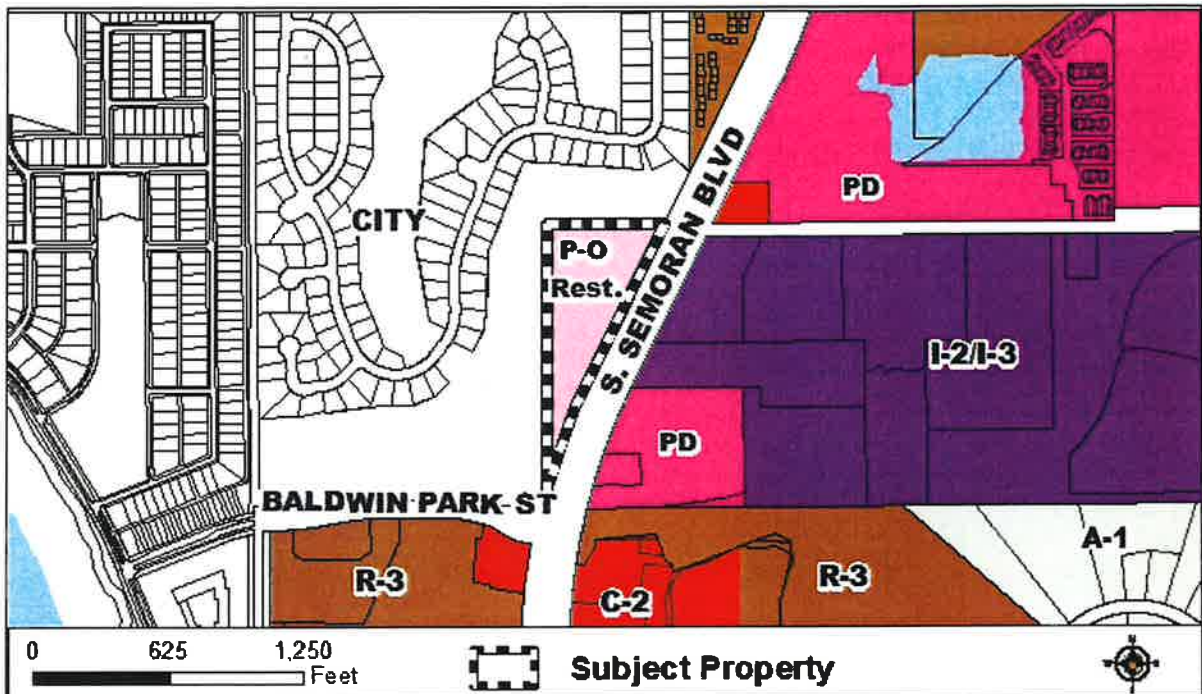 CITY
P-O
Rest.
S. SEMORAN BLVD
PD
I-2/I-3
PD
BALDWIN PARK ST
R-3
C-2
R-3
A-1
0 625 1,250
Feet
Subject Property